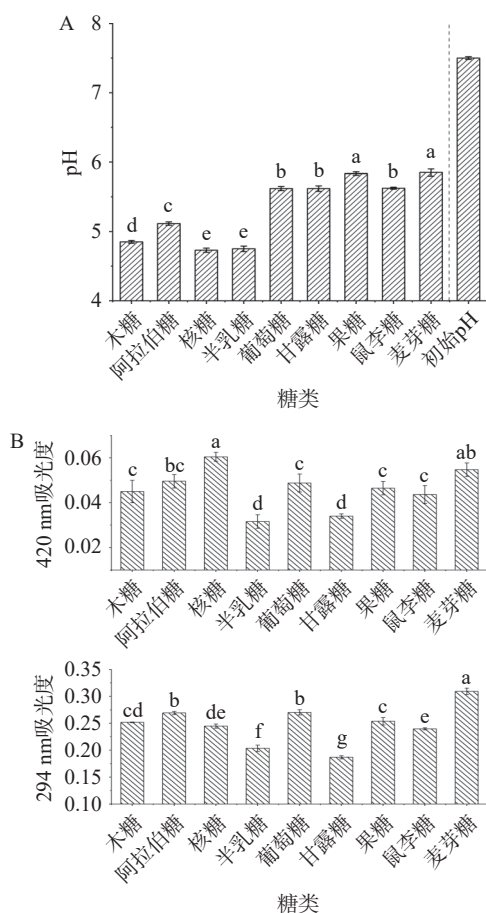 A
8
7
6
5
4
pH
d
c
e
e
b
b
a
b
a
木糖
阿拉伯糖
核糖
半乳糖
葡萄糖
甘露糖
果糖
鼠李糖
麦芽糖
初始pH
糖类
B
420 nm吸光度
0.06
0.04
0.02
c
bc
a
d
c
d
c
c
ab
木糖
阿拉伯糖
核糖
半乳糖
葡萄糖
甘露糖
果糖
鼠李糖
麦芽糖
294 nm吸光度
0.35
0.30
0.25
0.20
0.15
0.10
cd
b
de
f
b
g
c
e
a
木糖
阿拉伯糖
核糖
半乳糖
葡萄糖
甘露糖
果糖
鼠李糖
麦芽糖
糖类